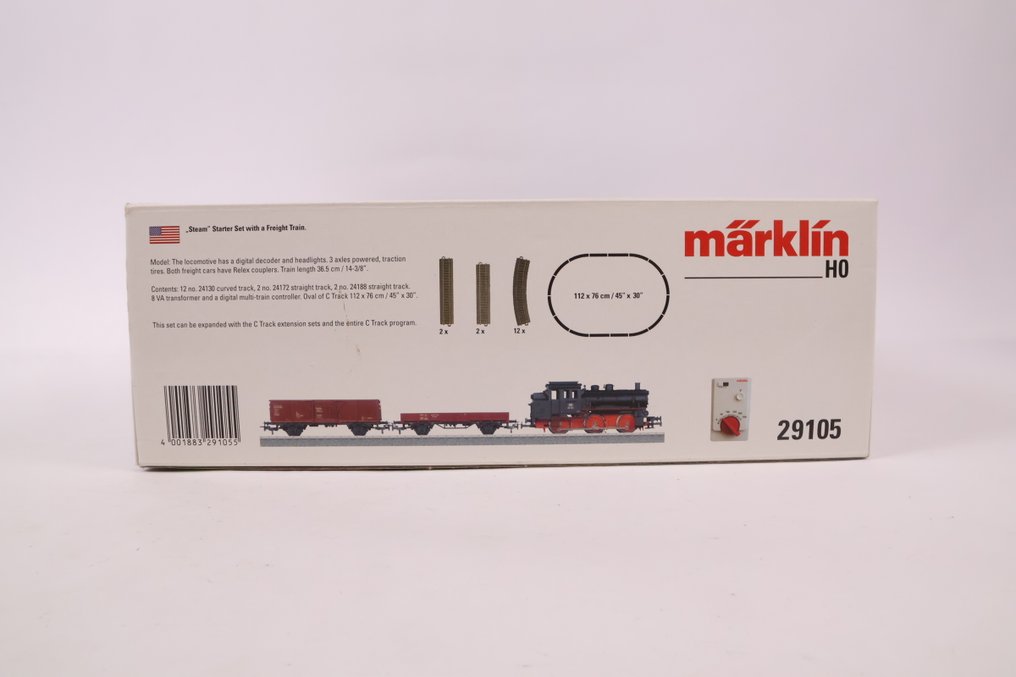 „Steam" Starter Set with a Freight Train.
Model: The locomotive has a digital decoder and headlights. 3 axles powered, traction
tires. Both freight cars have Relex couplers. Train length 36.5 cm / 14-3/8".
Contents: 12 no. 24130 curved track, 2 no. 24172 straight track, 2 no. 24188 straight track.
8 VA transformer and a digital multi-train controller. Oval of C Track 112 x 76 cm / 45" x 30".
This set can be expanded with the C Track extension sets and the entire C Track program.
2 x
2 x
12 x
112 x 76 cm / 45" x 30"
märklin
H0
4 001883 291055
29105